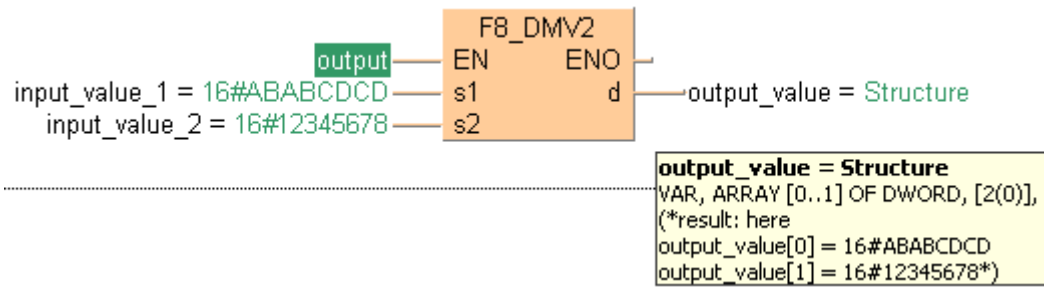 F8_DMV2
output EN ENO
input_value_1 = 16#ABABCDCD s1 d output_value = Structure
input_value_2 = 16#12345678 s2
output_value = Structure
VAR, ARRAY [0..1] OF DWORD, [2(0)],
(*result: here
output_value[0] = 16#ABABCDCD
output_value[1] = 16#12345678*)